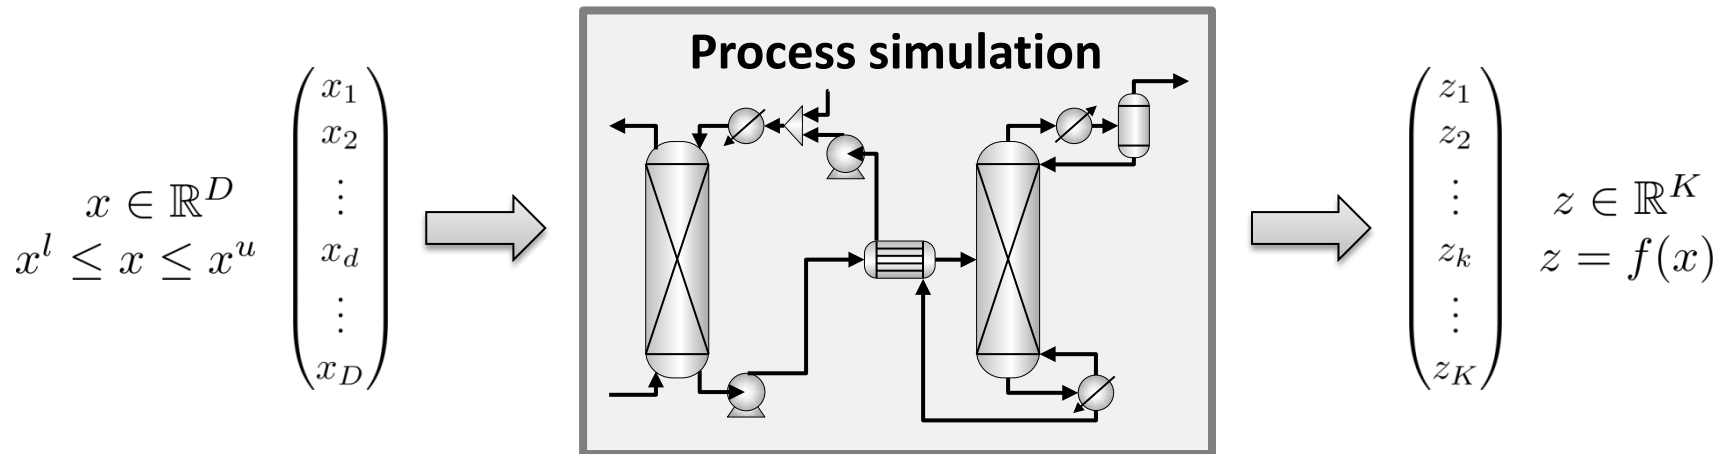 Process simulation
x ∈ ℝ^D
x^l ≤ x ≤ x^u
x_1
x_2
⋮
x_d
⋮
x_D
z_1
z_2
⋮
z_k
⋮
z_K
z ∈ ℝ^K
z = f(x)